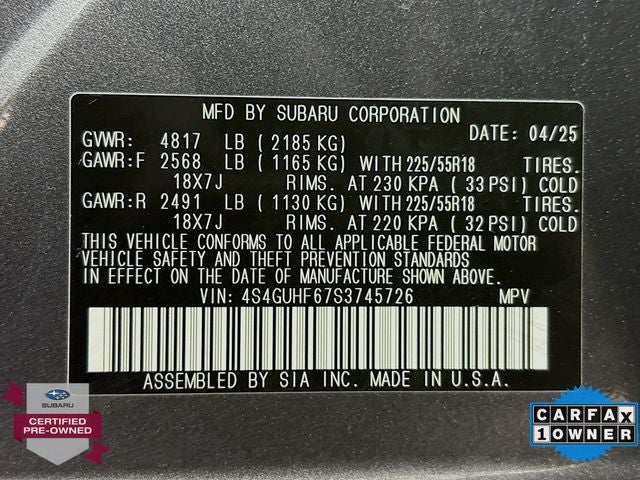 MFD BY SUBARU CORPORATION
GVWR: 4817 LB ( 2185 KG) DATE: 04/25
GAWR:F 2568 LB ( 1165 KG) WITH 225/55R18 TIRES.
18X7J RIMS. AT 230 KPA ( 33 PSI) COLD
GAWR:R 2491 LB ( 1130 KG) WITH 225/55R18 TIRES.
18X7J RIMS. AT 220 KPA ( 32 PSI) COLD
THIS VEHICLE CONFORMS TO ALL APPLICABLE FEDERAL MOTOR
VEHICLE SAFETY AND THEFT PREVENTION STANDARDS
IN EFFECT ON THE DATE OF MANUFACTURE SHOWN ABOVE.
VIN: 4S4GUHF67S3745726 MPV
ASSEMBLED BY SIA INC. MADE IN U.S.A.
SUBARU
CERTIFIED
PRE-OWNED
CARFAX
1 OWNER